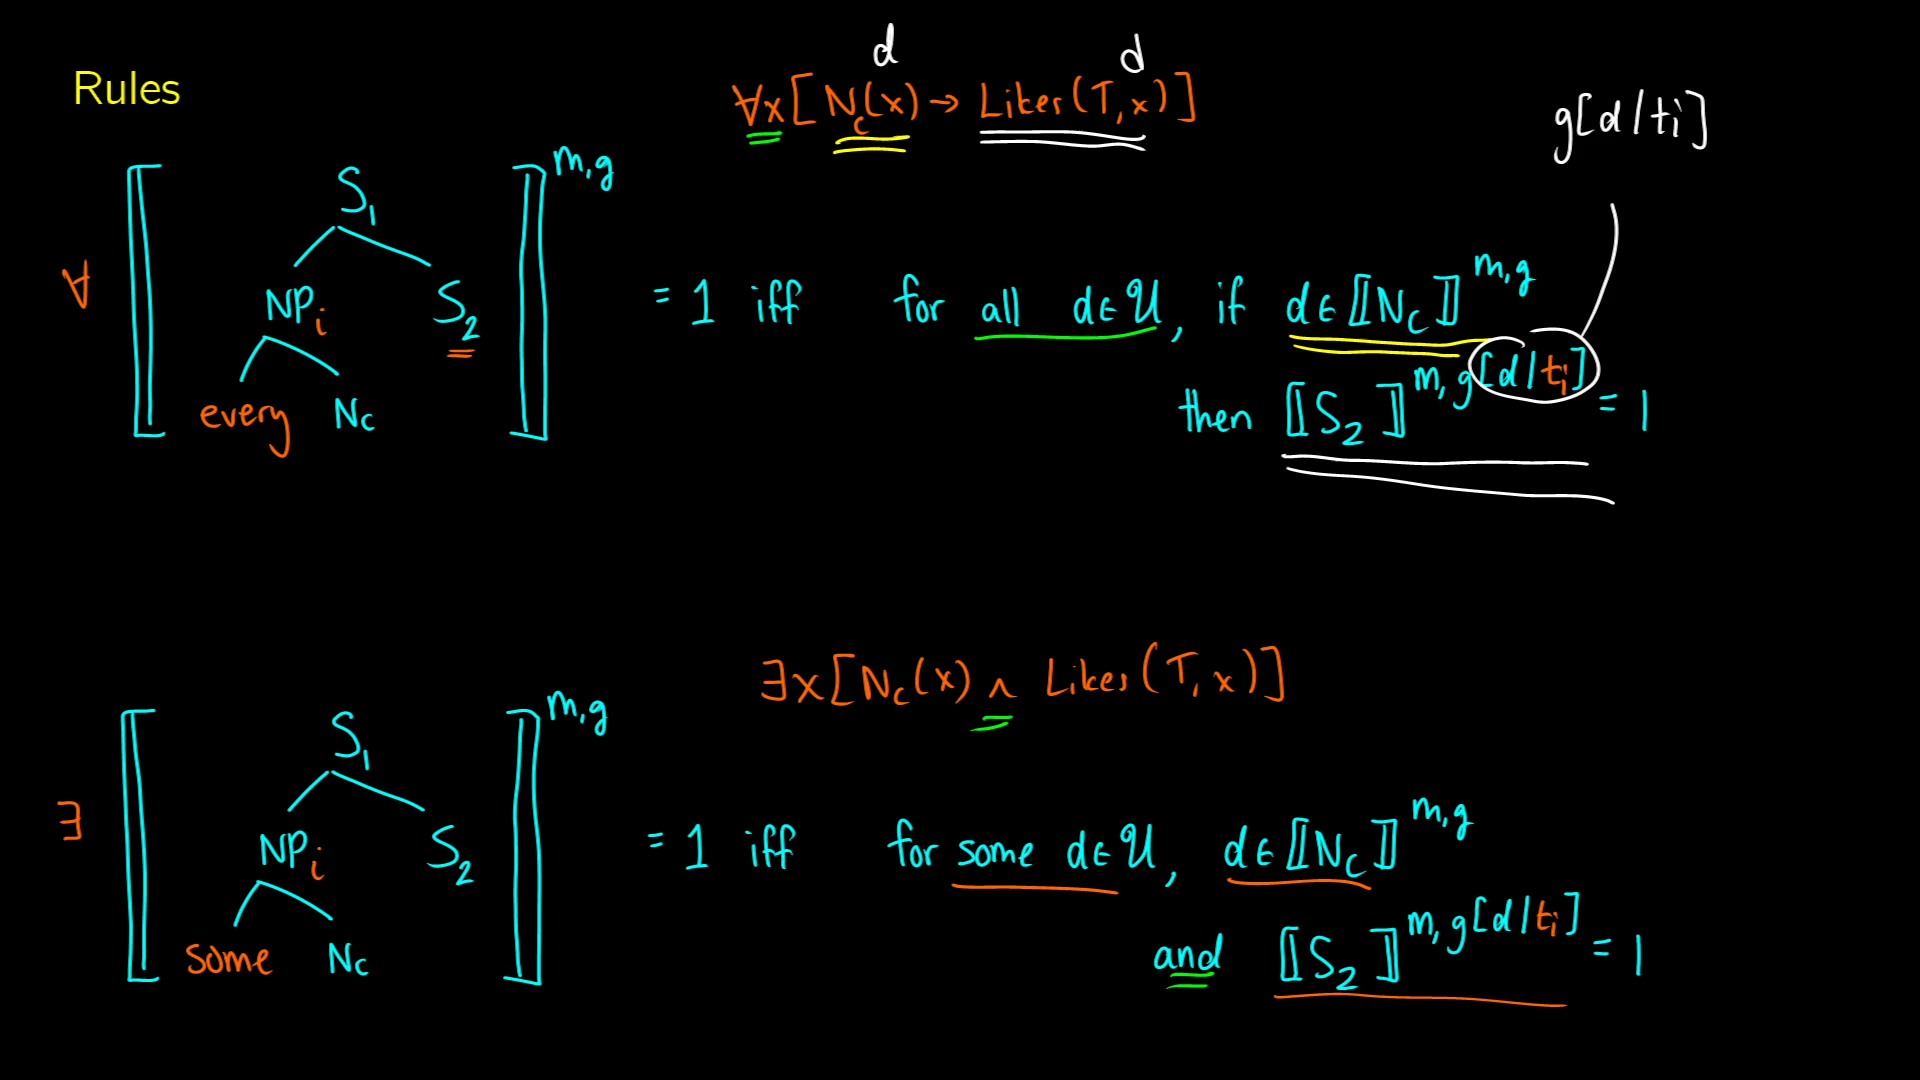 Rules
d d
∀x[N_c(x) → Likes(T, x)]
g[d/t_i]
∀ ⟦ S_1 ⟧^{m,g}
NP_i S_2
every N_c
= 1 iff for all d ∈ U, if d ∈ ⟦N_c⟧^{m,g}
then ⟦S_2⟧^{m,g[d/t_i]} = 1
∃x[N_c(x) ∧ Likes(T, x)]
∃ ⟦ S_1 ⟧^{m,g}
NP_i S_2
some N_c
= 1 iff for some d ∈ U, d ∈ ⟦N_c⟧^{m,g}
and ⟦S_2⟧^{m,g[d/t_i]} = 1